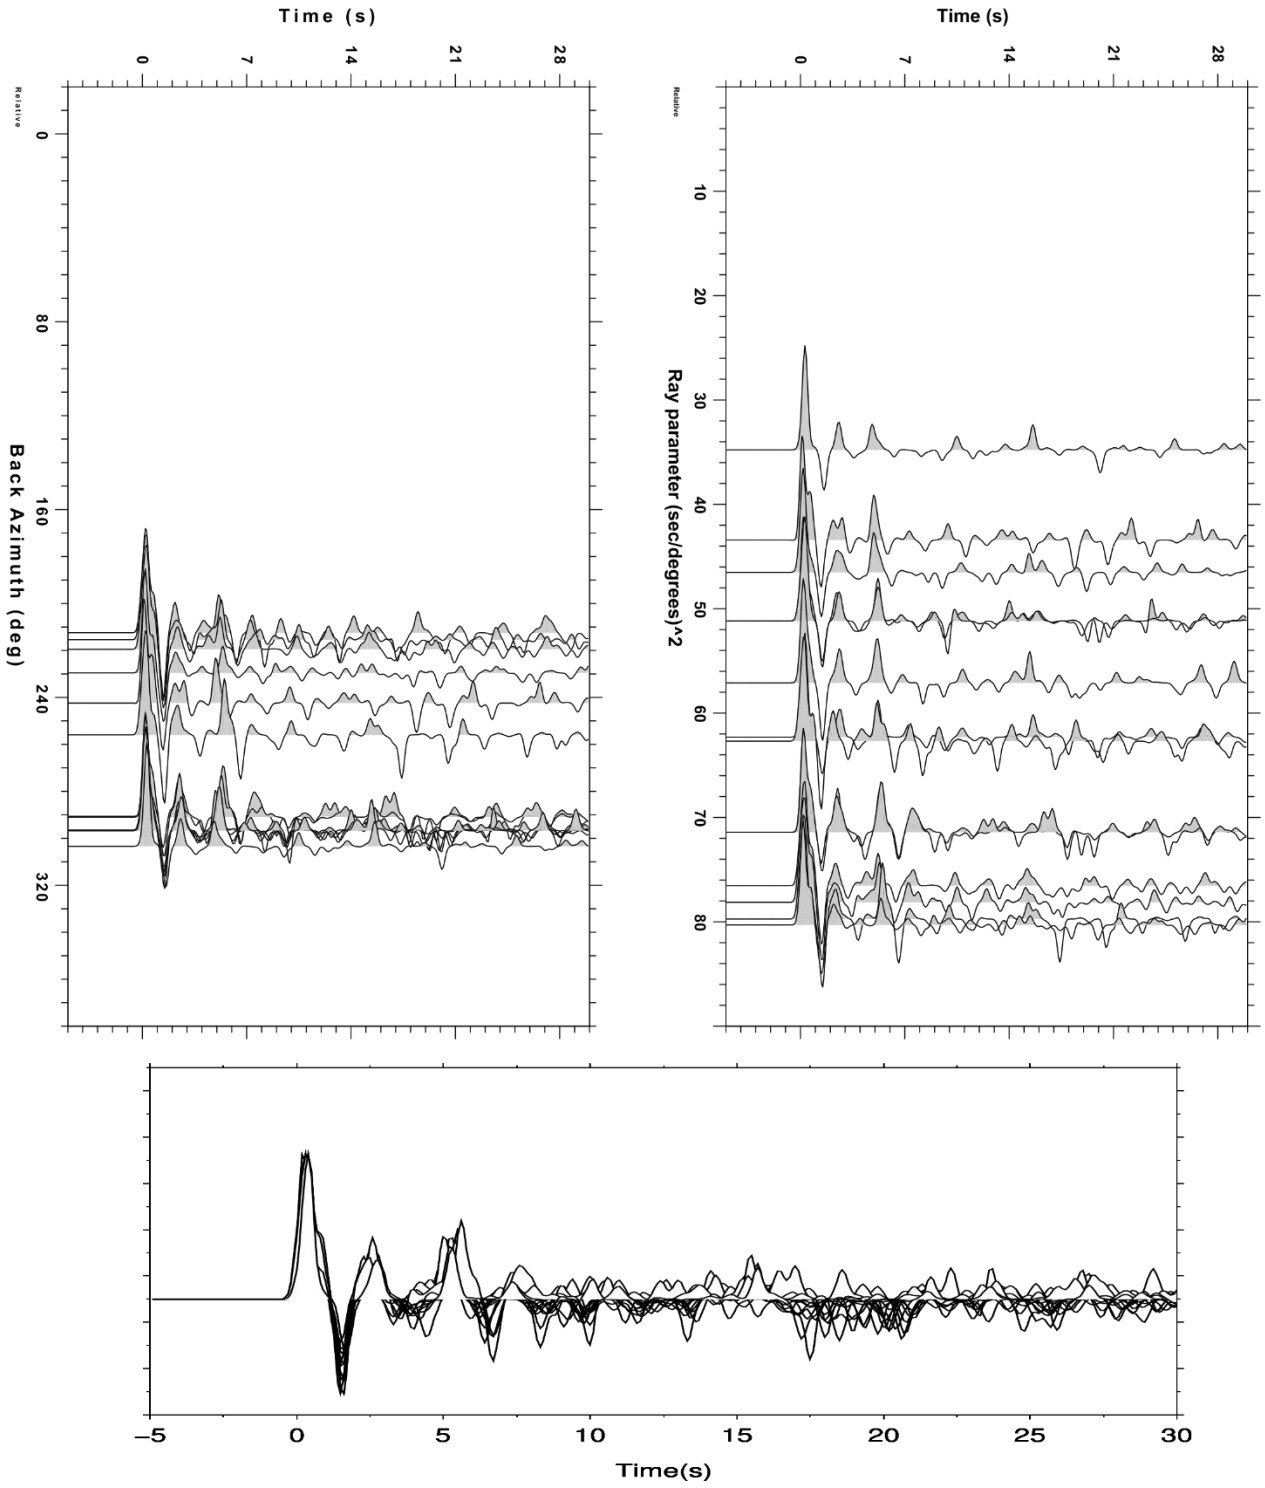 Time (s)
0 7 14 21 28
Relative
0
80
160
240
320
Back Azimuth (deg)
Time (s)
0 7 14 21 28
Relative
10
20
30
40
50
60
70
80
Ray parameter (sec/degrees)^2
−5 0 5 10 15 20 25 30
Time(s)